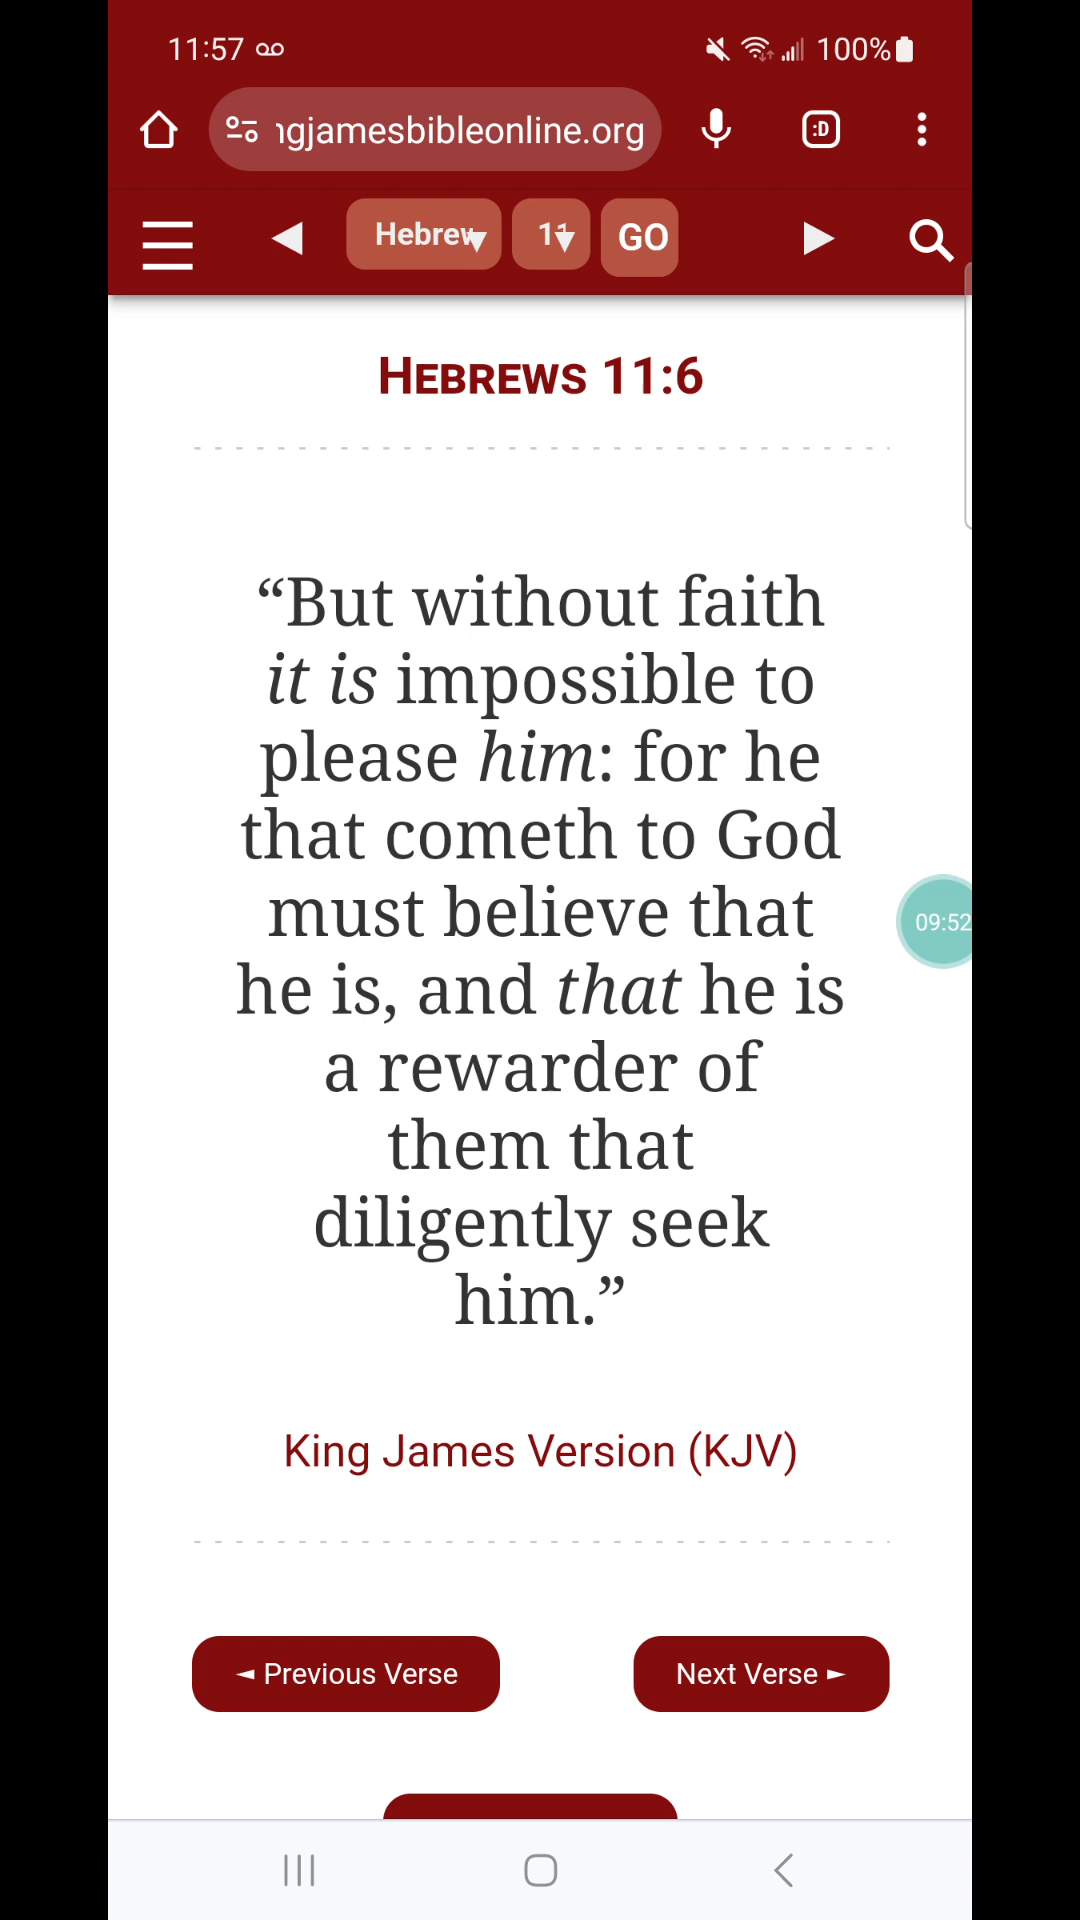 11:57
100%
ngjamesbibleonline.org
:D
Hebrew
11
GO
HEBREWS 11:6
“But without faith
it is impossible to
please him: for he
that cometh to God
must believe that
he is, and that he is
a rewarder of
them that
diligently seek
him.”
09:52
King James Version (KJV)
◄ Previous Verse
Next Verse ►